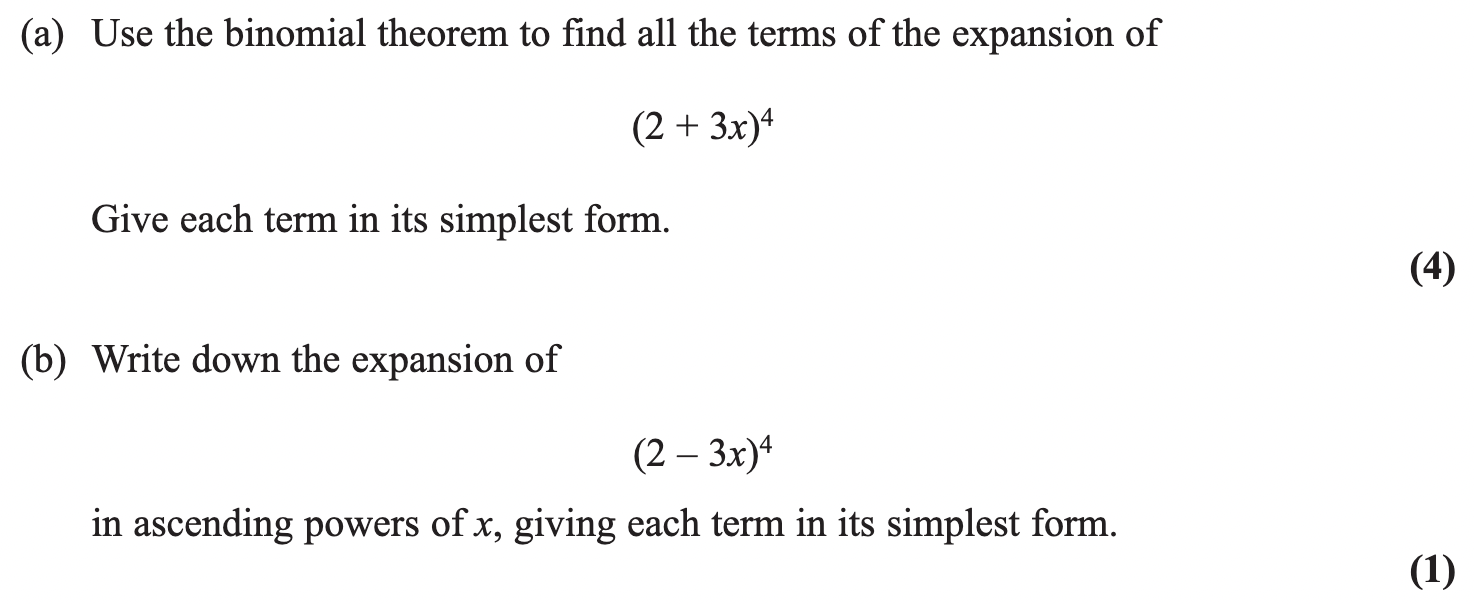 (a) Use the binomial theorem to find all the terms of the expansion of
(2 + 3x)⁴
Give each term in its simplest form.
(4)
(b) Write down the expansion of
(2 – 3x)⁴
in ascending powers of x, giving each term in its simplest form.
(1)